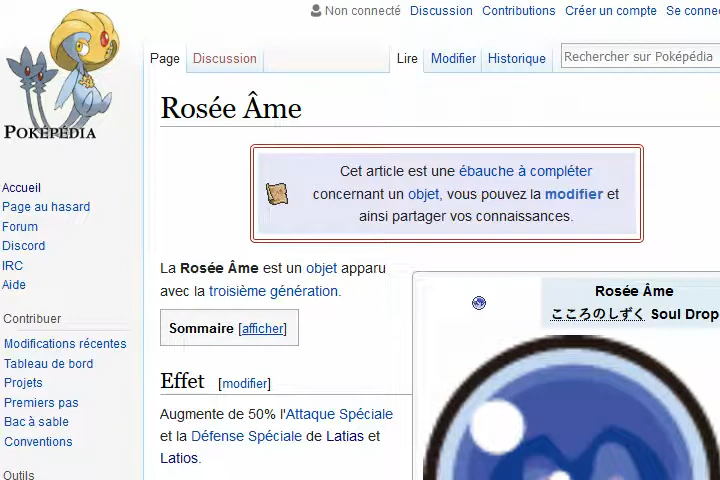 Non connecté Discussion Contributions Créer un compte Se conne
Page Discussion Lire Modifier Historique Rechercher sur Poképédia
POKÉPÉDIA
Rosée Âme
Cet article est une ébauche à compléter
concernant un objet, vous pouvez la modifier et
ainsi partager vos connaissances.
Accueil
Page au hasard
Forum
Discord
IRC
Aide
Contribuer
Modifications récentes
Tableau de bord
Projets
Premiers pas
Bac à sable
Conventions
Outils
La Rosée Âme est un objet apparu
avec la troisième génération.
Sommaire [afficher]
Effet [modifier]
Augmente de 50% l'Attaque Spéciale
et la Défense Spéciale de Latias et
Latios.
Rosée Âme
こころのしずく Soul Drop